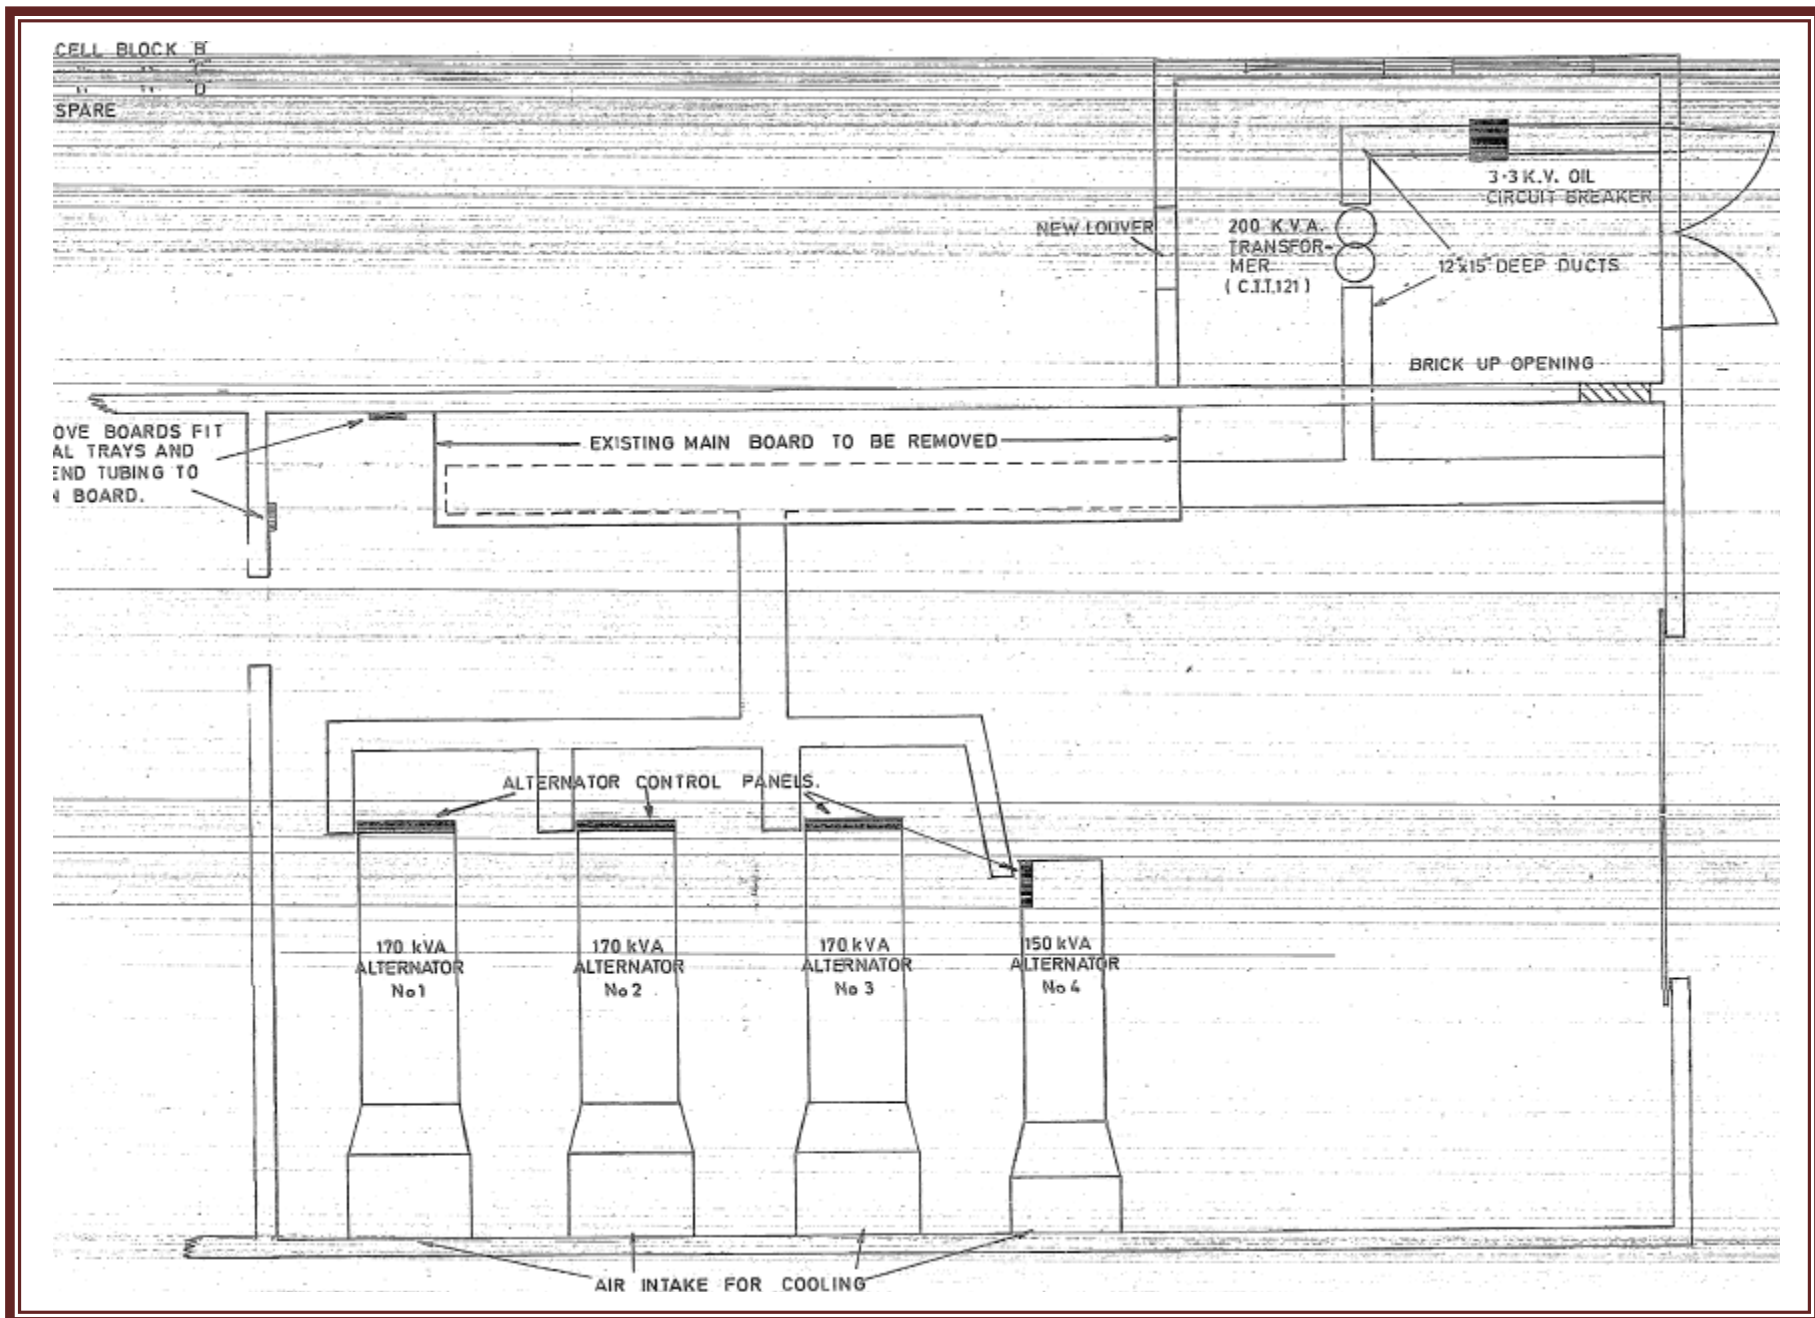 CELL BLOCK B
" " C
" " D
SPARE
3·3 K.V. OIL
CIRCUIT BREAKER
NEW LOUVER
200 K.V.A.
TRANSFOR-
MER
( C.I.T.121 )
12"x15" DEEP DUCTS
BRICK UP OPENING
OVE BOARDS FIT
AL TRAYS AND
END TUBING TO
N BOARD.
EXISTING MAIN BOARD TO BE REMOVED
ALTERNATOR CONTROL PANELS.
170 kVA
ALTERNATOR
No 1
170 kVA
ALTERNATOR
No 2
170 kVA
ALTERNATOR
No 3
150 kVA
ALTERNATOR
No 4
AIR INTAKE FOR COOLING